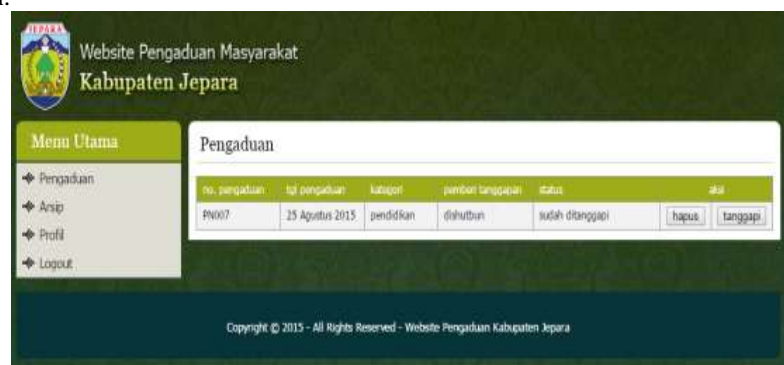 JEPARA
Website Pengaduan Masyarakat
Kabupaten Jepara
Menu Utama
Pengaduan
Arsip
Profil
Logout
Pengaduan
no. pengaduan tgl pengaduan kategori pemberi tanggapan status aksi
PN007 25 Agustus 2015 pendidikan dishutbun sudah ditanggapi hapus tanggapi
Copyright © 2015 - All Rights Reserved - Website Pengaduan Kabupaten Jepara